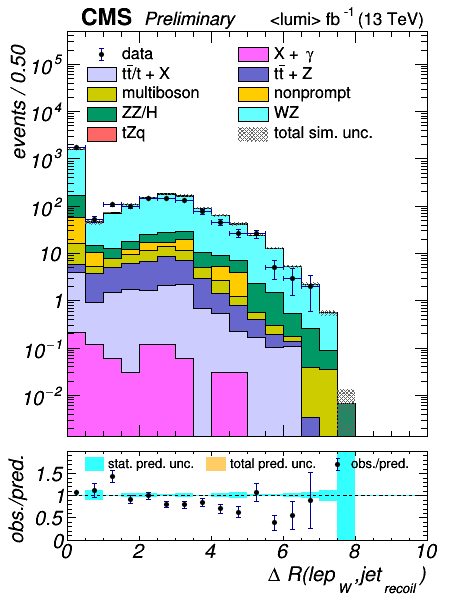 CMS Preliminary <lumi> fb⁻¹ (13 TeV)
events / 0.50
10⁵
10⁴
10³
10²
10
1
10⁻¹
10⁻²
data
X + γ
tt̄/t + X
tt̄ + Z
multiboson
nonprompt
ZZ/H
WZ
tZq
total sim. unc.
obs./pred.
1.5
1
0.5
0
stat. pred. unc.
total pred. unc.
obs./pred.
0 2 4 6 8 10
Δ R(lep_W, jet_recoil)